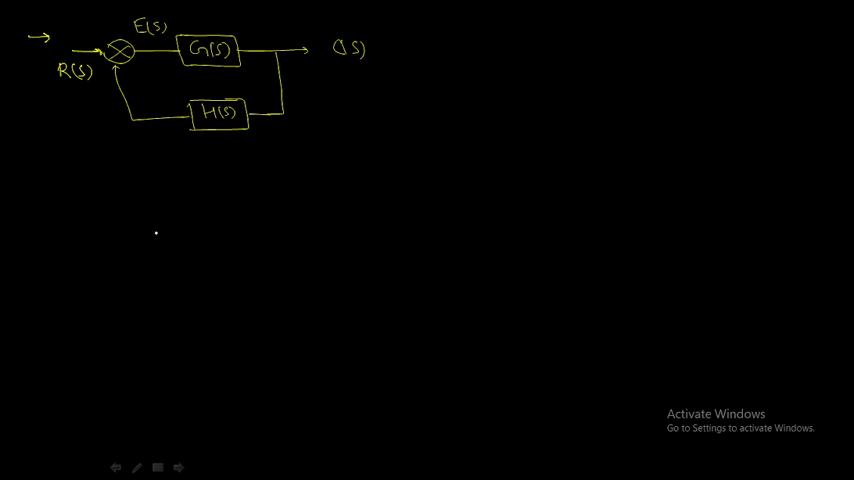 E(S)
G(S)
C(S)
R(S)
H(S)
Activate Windows
Go to Settings to activate Windows.